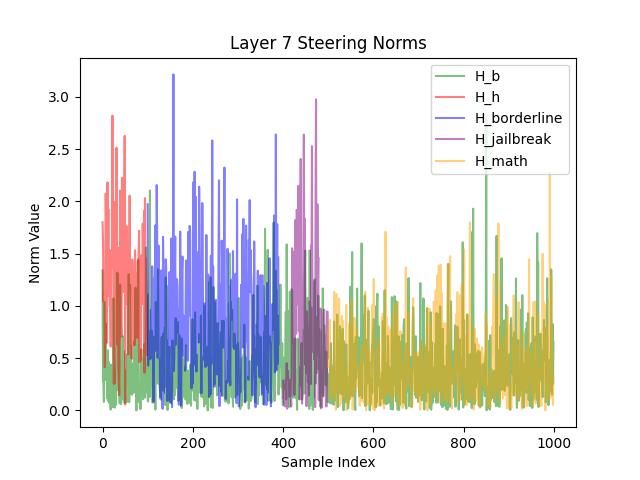 Layer 7 Steering Norms
Norm Value
3.0
2.5
2.0
1.5
1.0
0.5
0.0
H_b
H_h
H_borderline
H_jailbreak
H_math
0 200 400 600 800 1000
Sample Index